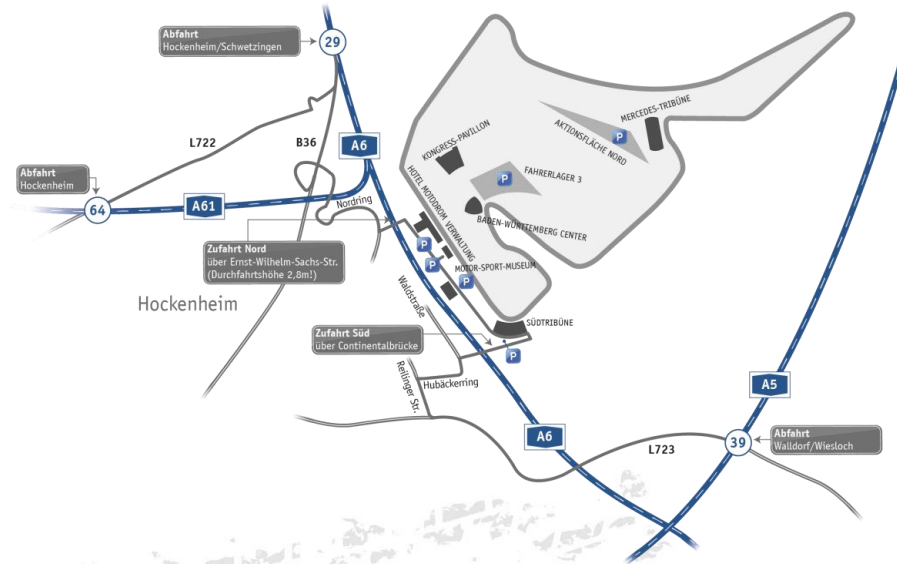 Abfahrt
Hockenheim/Schwetzingen
29
MERCEDES-TRIBÜNE
P
AKTIONSFLÄCHE NORD
L722
B36
A6
KONGRESS-PAVILLON
FAHRERLAGER 3
P
Abfahrt
Hockenheim
64
A61
Nordring
HOTEL MOTODROM VERWALTUNG
BADEN-WÜRTTEMBERG CENTER
Zufahrt Nord
über Ernst-Wilhelm-Sachs-Str.
(Durchfahrtshöhe 2,8m!)
P
P
MOTOR-SPORT-MUSEUM
P
Hockenheim
Waldstraße
SÜDTRIBÜNE
Zufahrt Süd
über Continentalbrücke
P
Reilinger Str.
Hubäckerring
A5
A6
L723
39
Abfahrt
Walldorf/Wiesloch